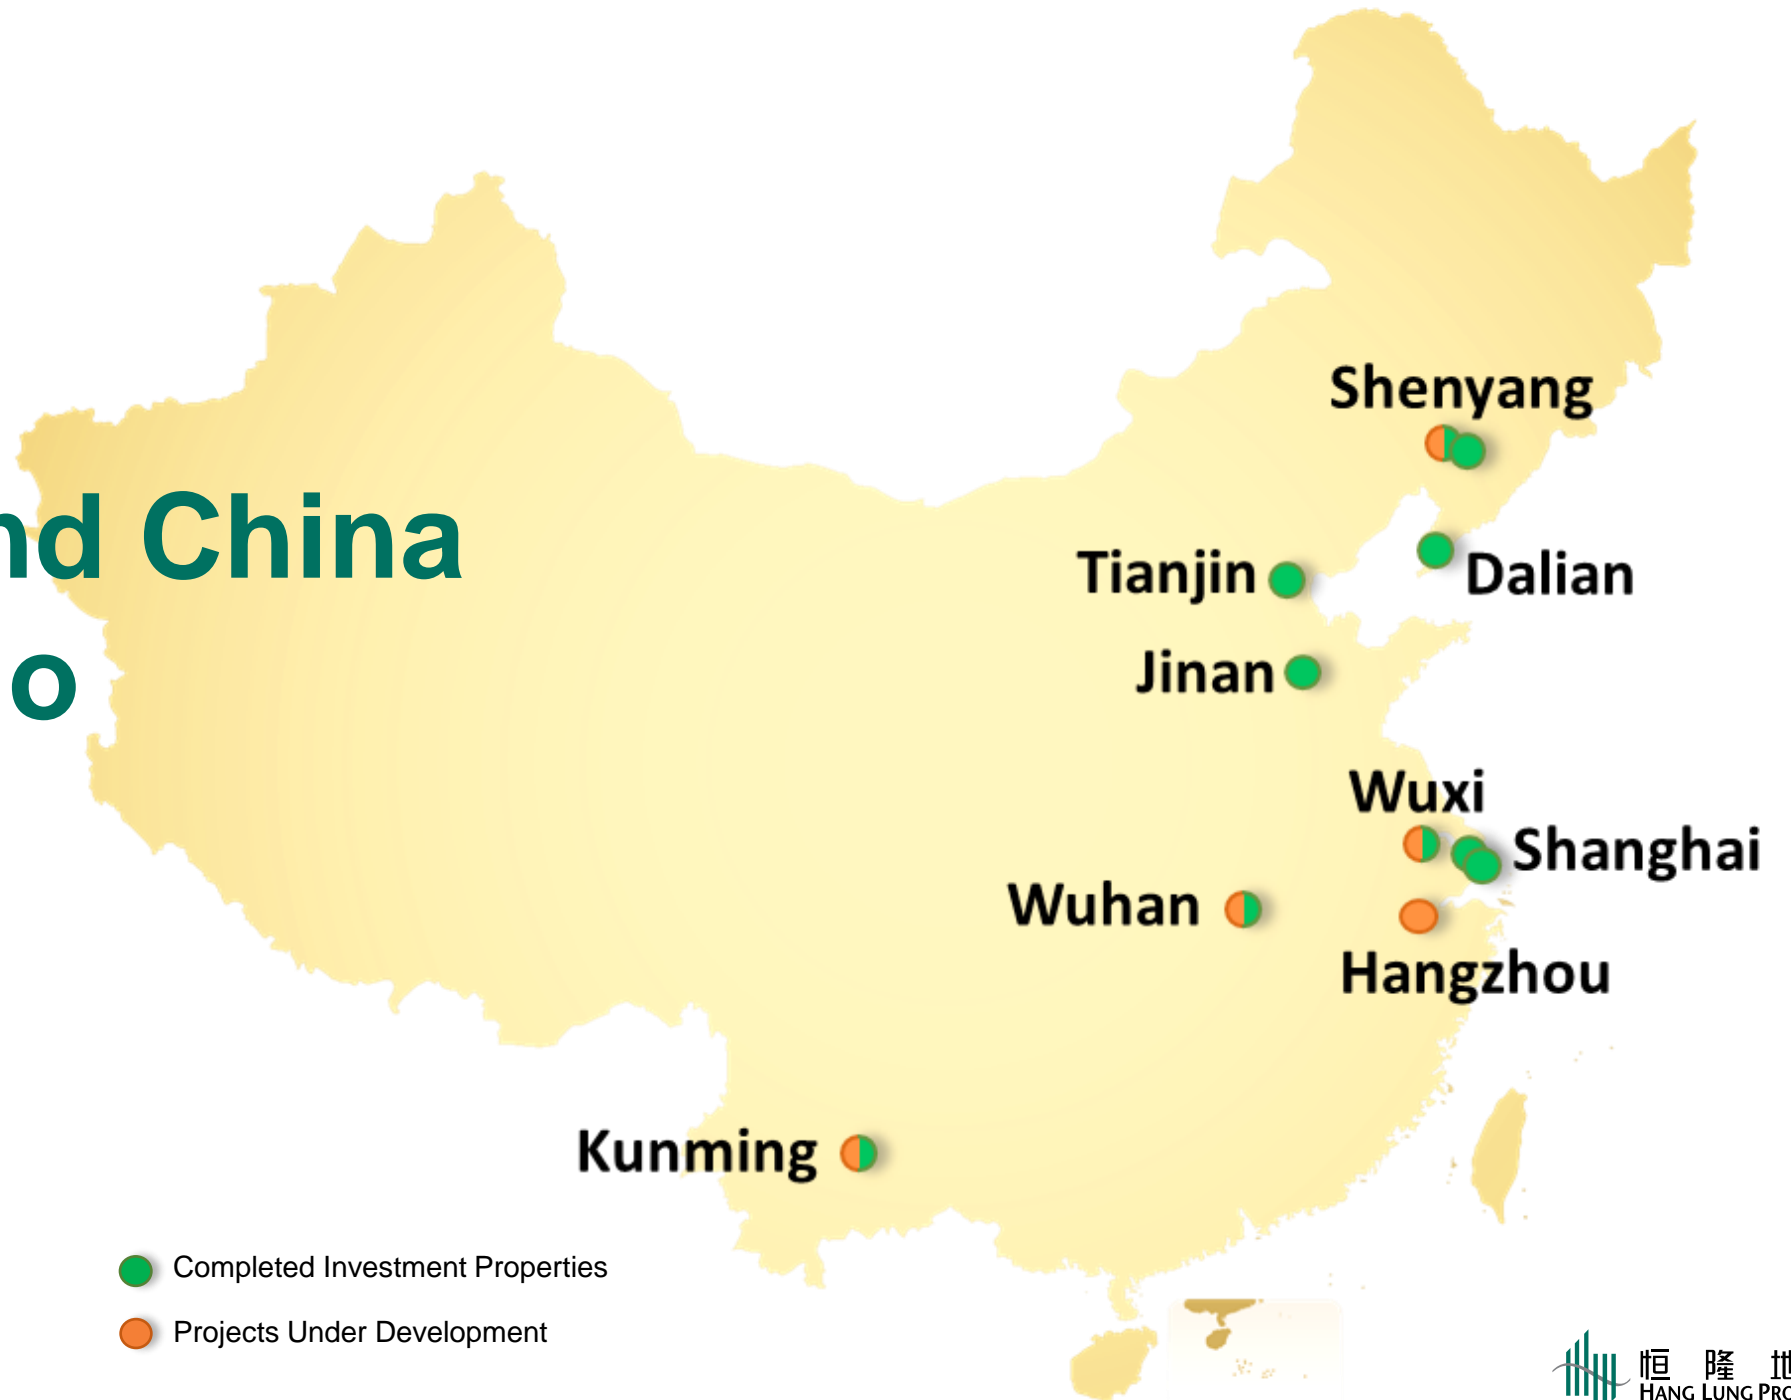 Shenyang
nd China
Tianjin
Dalian
o
Jinan
Wuxi
Shanghai
Wuhan
Hangzhou
Kunming
Completed Investment Properties
Projects Under Development
恒 隆 地
HANG LUNG PRO